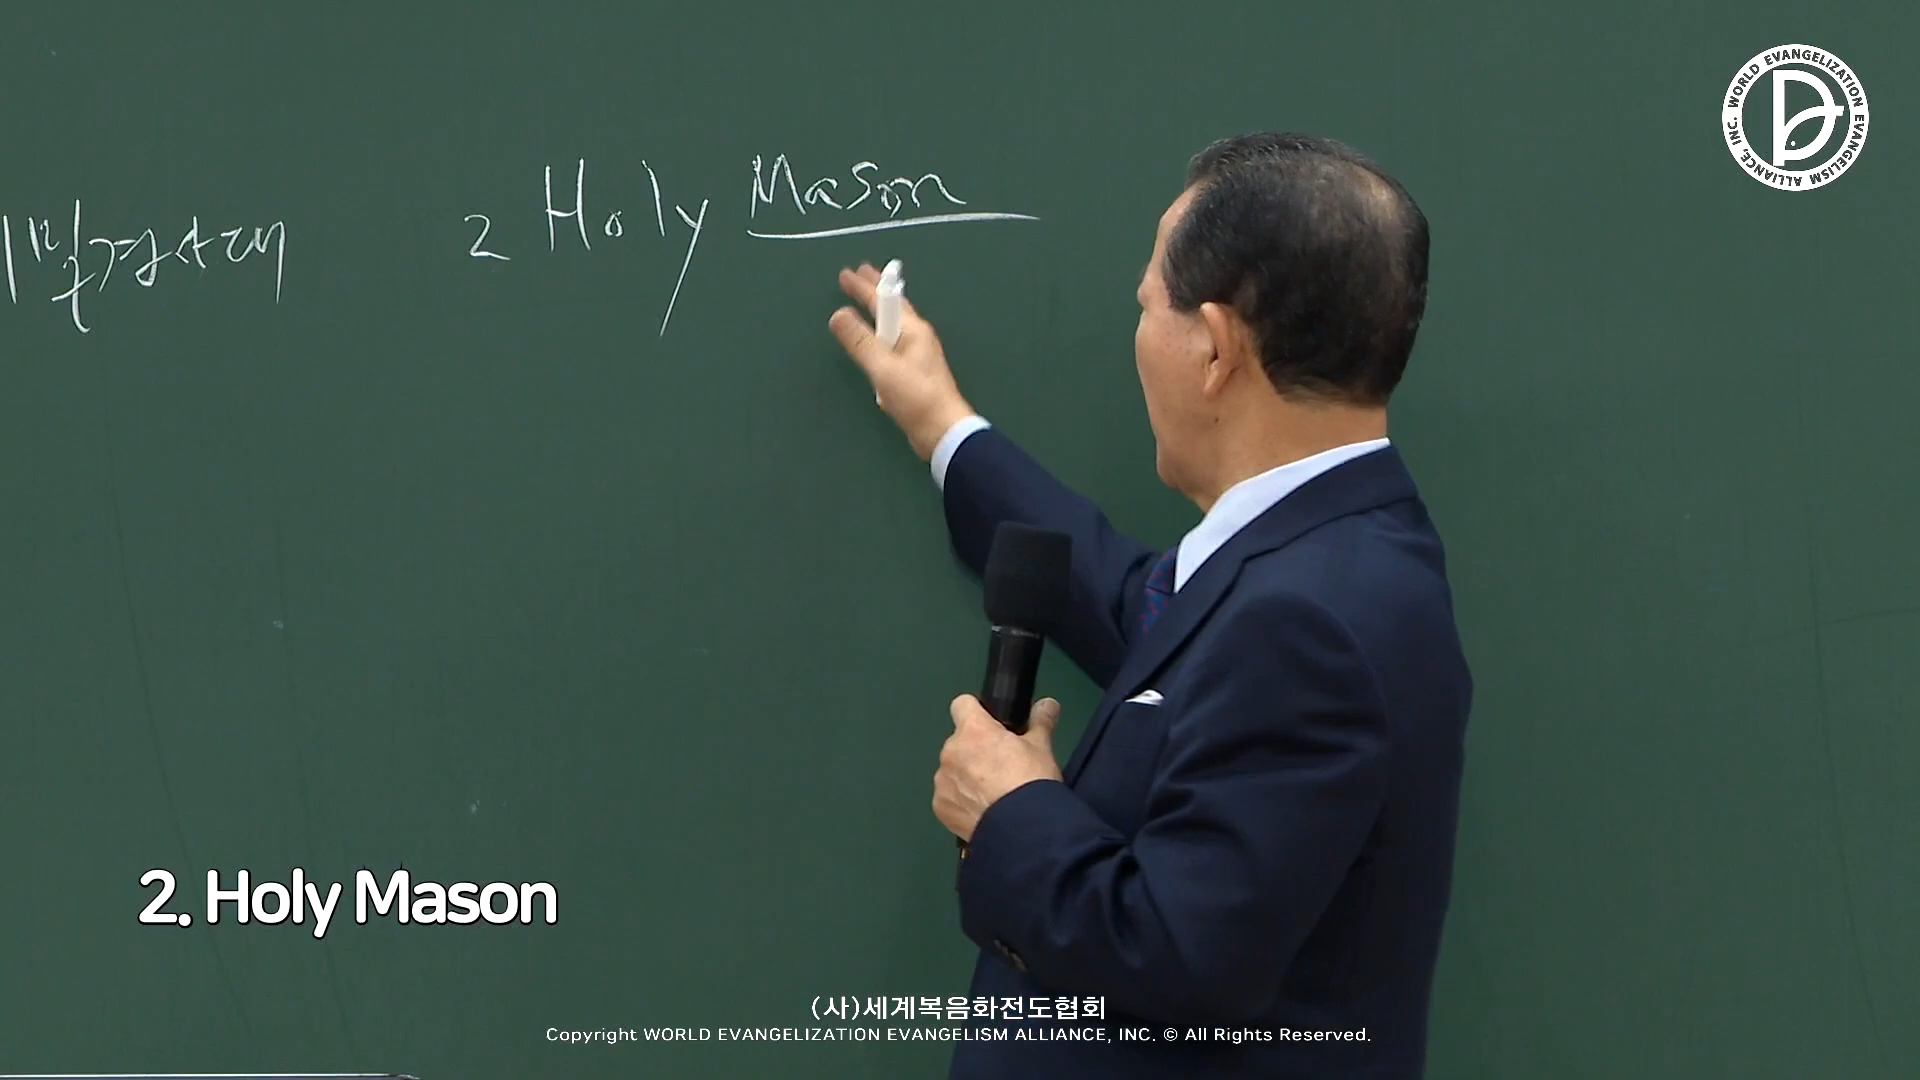 WORLD EVANGELIZATION EVANGELISM ALLIANCE, INC.
2 Holy Mason
2. Holy Mason
(사)세계복음화전도협회
Copyright WORLD EVANGELIZATION EVANGELISM ALLIANCE, INC. © All Rights Reserved.